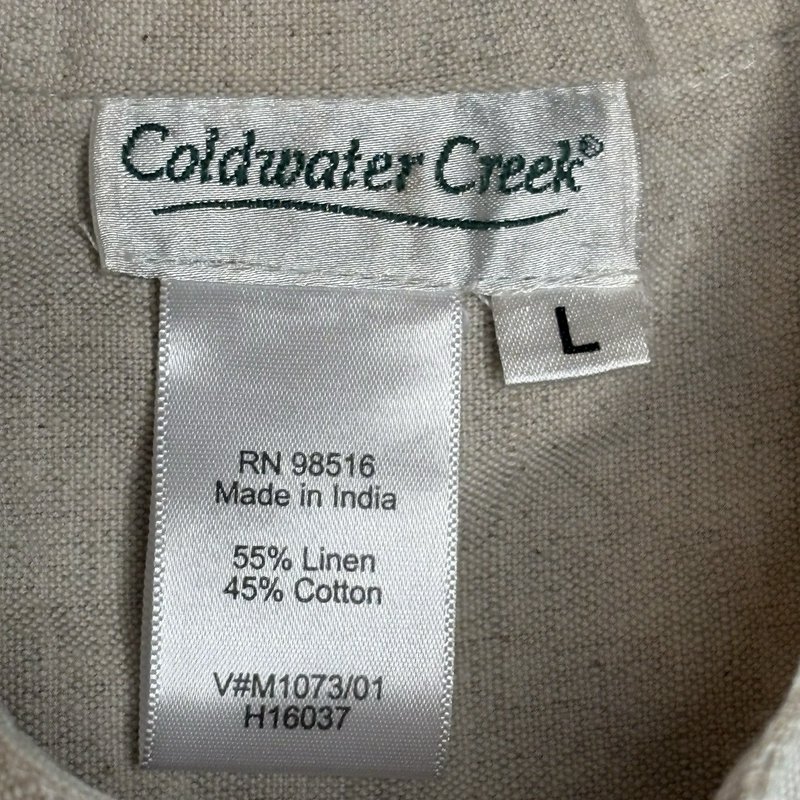 Coldwater Creek®
L
RN 98516
Made in India
55% Linen
45% Cotton
V#M1073/01
H16037